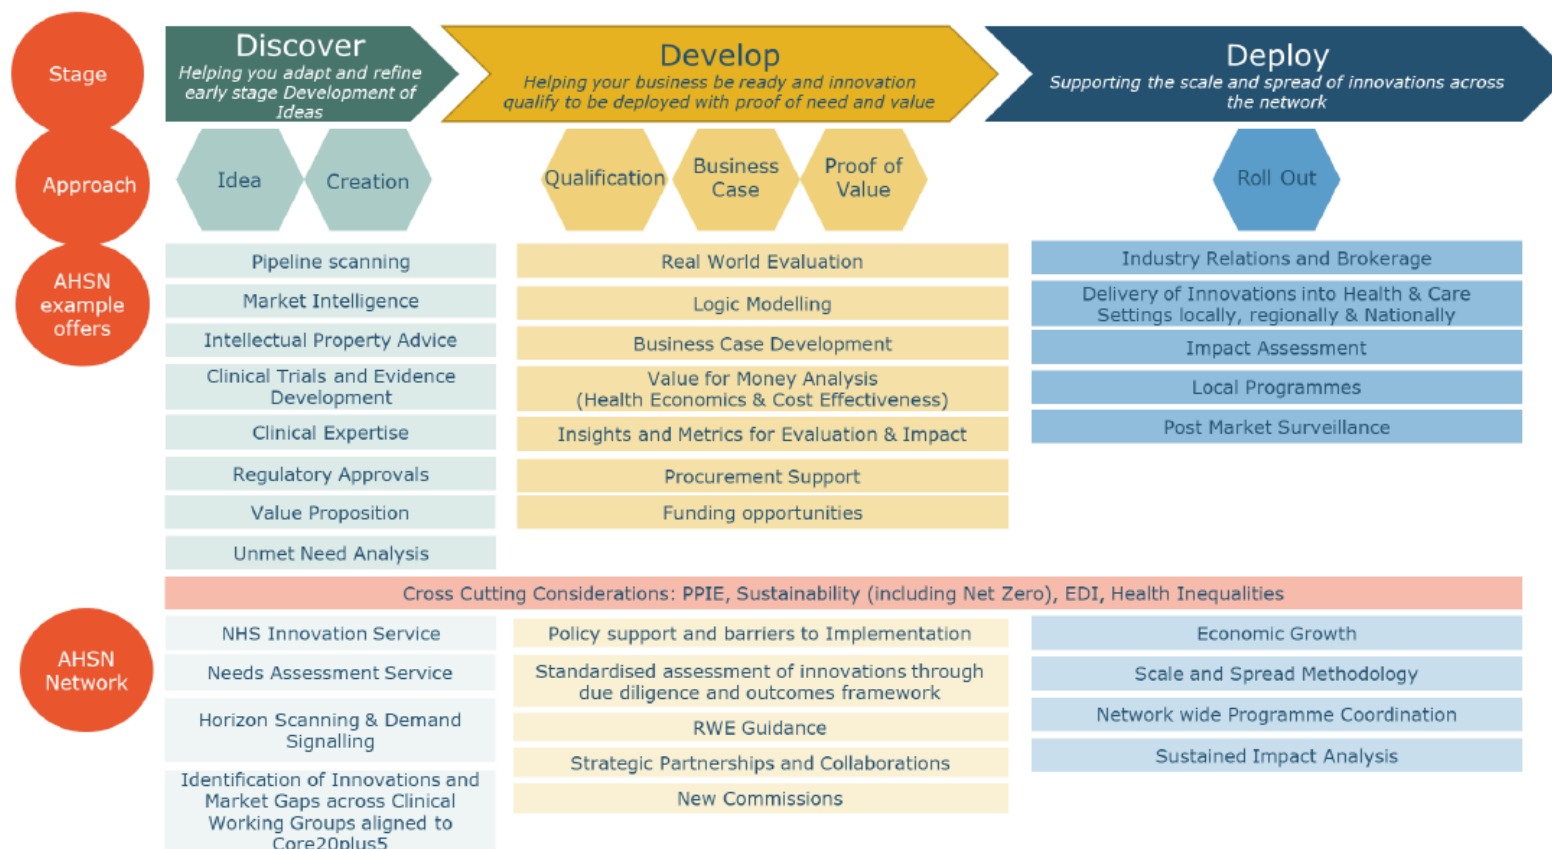 Stage
Discover
Helping you adapt and refine
early stage Development of
Ideas
Develop
Helping your business be ready and innovation
qualify to be deployed with proof of need and value
Deploy
Supporting the scale and spread of innovations across
the network
Approach
Idea
Creation
Qualification
Business
Case
Proof of
Value
Roll Out
AHSN
example
offers
Pipeline scanning
Market Intelligence
Intellectual Property Advice
Clinical Trials and Evidence
Development
Clinical Expertise
Regulatory Approvals
Value Proposition
Unmet Need Analysis
Real World Evaluation
Logic Modelling
Business Case Development
Value for Money Analysis
(Health Economics & Cost Effectiveness)
Insights and Metrics for Evaluation & Impact
Procurement Support
Funding opportunities
Industry Relations and Brokerage
Delivery of Innovations into Health & Care
Settings locally, regionally & Nationally
Impact Assessment
Local Programmes
Post Market Surveillance
Cross Cutting Considerations: PPIE, Sustainability (including Net Zero), EDI, Health Inequalities
AHSN
Network
NHS Innovation Service
Needs Assessment Service
Horizon Scanning & Demand
Signalling
Identification of Innovations and
Market Gaps across Clinical
Working Groups aligned to
Core20plus5
Policy support and barriers to Implementation
Standardised assessment of innovations through
due diligence and outcomes framework
RWE Guidance
Strategic Partnerships and Collaborations
New Commissions
Economic Growth
Scale and Spread Methodology
Network wide Programme Coordination
Sustained Impact Analysis